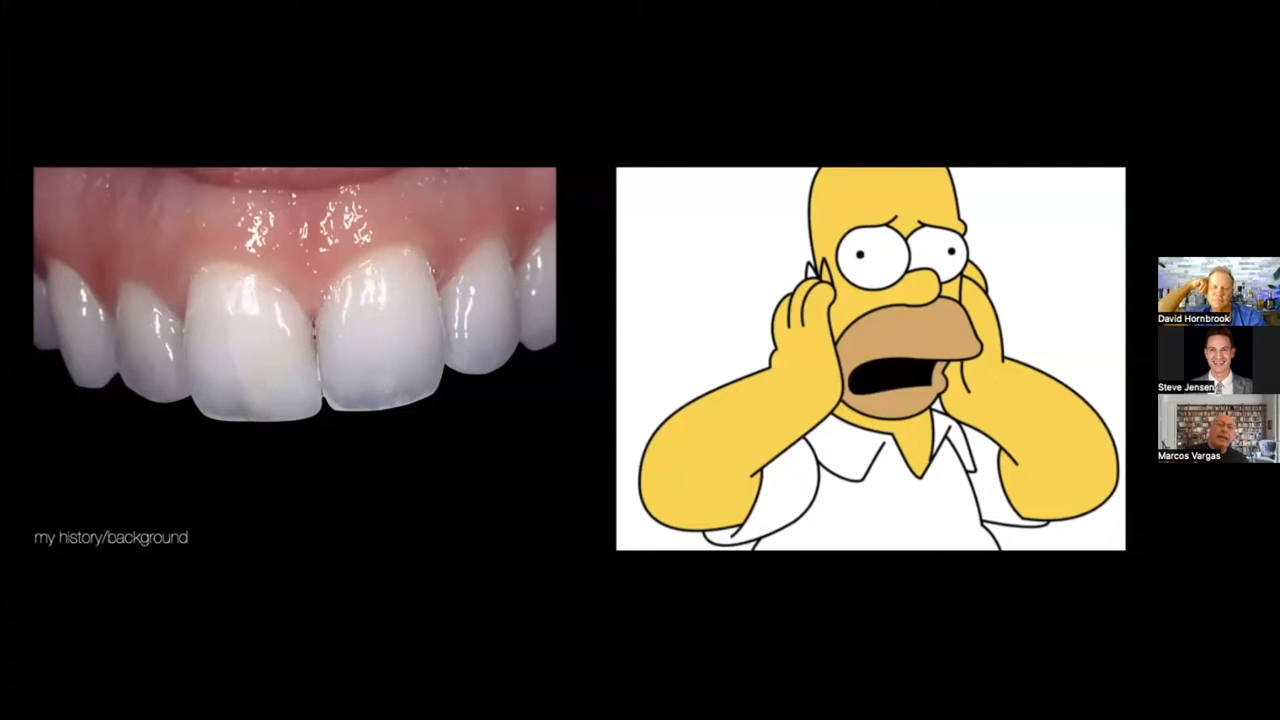 my history/background
David Hornbrook
Steve Jensen
Marcos Vargas